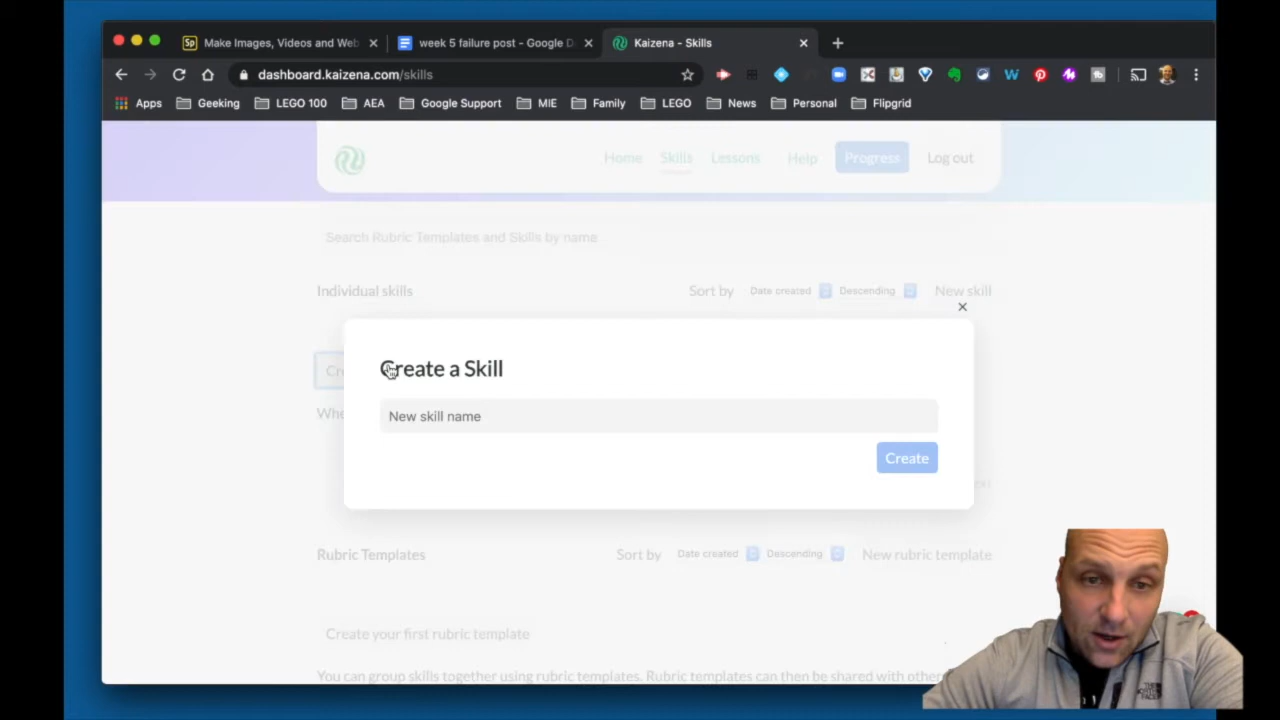 Make Images, Videos and Web
week 5 failure post - Google D
Kaizena - Skills
dashboard.kaizena.com/skills
Apps
Geeking
LEGO 100
AEA
Google Support
MIE
Family
LEGO
News
Personal
Flipgrid
Home
Skills
Lessons
Help
Progress
Log out
Search Rubric Templates and Skills by name...
Individual skills
Sort by
Date created
Descending
New skill
Create a Skill
New skill name
Create
Rubric Templates
Sort by
Date created
Descending
New rubric template
Create your first rubric template
You can group skills together using rubric templates. Rubric templates can then be shared with other